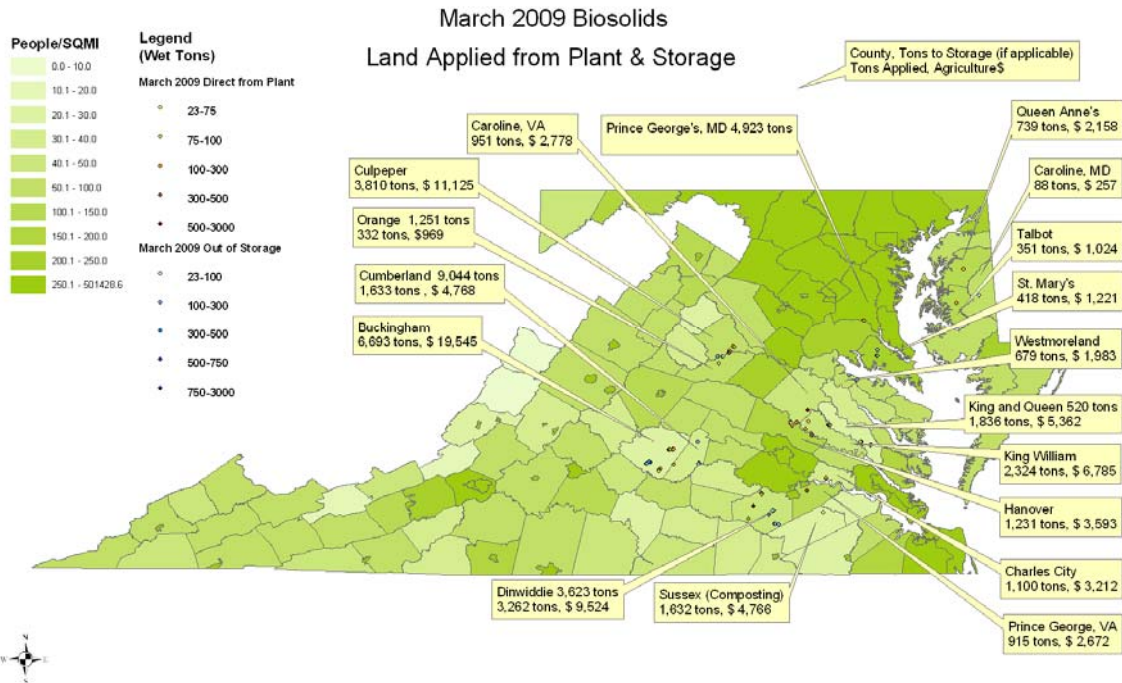 March 2009 Biosolids
Land Applied from Plant & Storage
People/SQMI
0.0 - 10.0
10.1 - 20.0
20.1 - 30.0
30.1 - 40.0
40.1 - 50.0
60.1 - 100.0
100.1 - 150.0
150.1 - 200.0
200.1 - 250.0
250.1 - 501428.6
Legend
(Wet Tons)
March 2009 Direct from Plant
23-75
75-100
100-300
300-500
500-3000
March 2009 Out of Storage
23-100
100-300
300-500
500-750
750-3000
County, Tons to Storage (if applicable)
Tons Applied, Agriculture$
Caroline, VA
951 tons, $ 2,778
Prince George's, MD 4,923 tons
Queen Anne's
739 tons, $ 2,158
Culpeper
3,810 tons, $ 11,125
Caroline, MD
88 tons, $ 257
Orange 1,251 tons
332 tons, $969
Talbot
351 tons, $ 1,024
Cumberland 9,044 tons
1,633 tons , $ 4,768
St. Mary's
418 tons, $ 1,221
Buckingham
6,693 tons, $ 19,545
Westmoreland
679 tons, $ 1,983
King and Queen 520 tons
1,836 tons, $ 5,362
King William
2,324 tons, $ 6,785
Hanover
1,231 tons, $ 3,593
Charles City
1,100 tons, $ 3,212
Dinwiddie 3,623 tons
3,262 tons, $ 9,524
Sussex (Composting)
1,632 tons, $ 4,766
Prince George, VA
915 tons, $ 2,672
N
W E
S